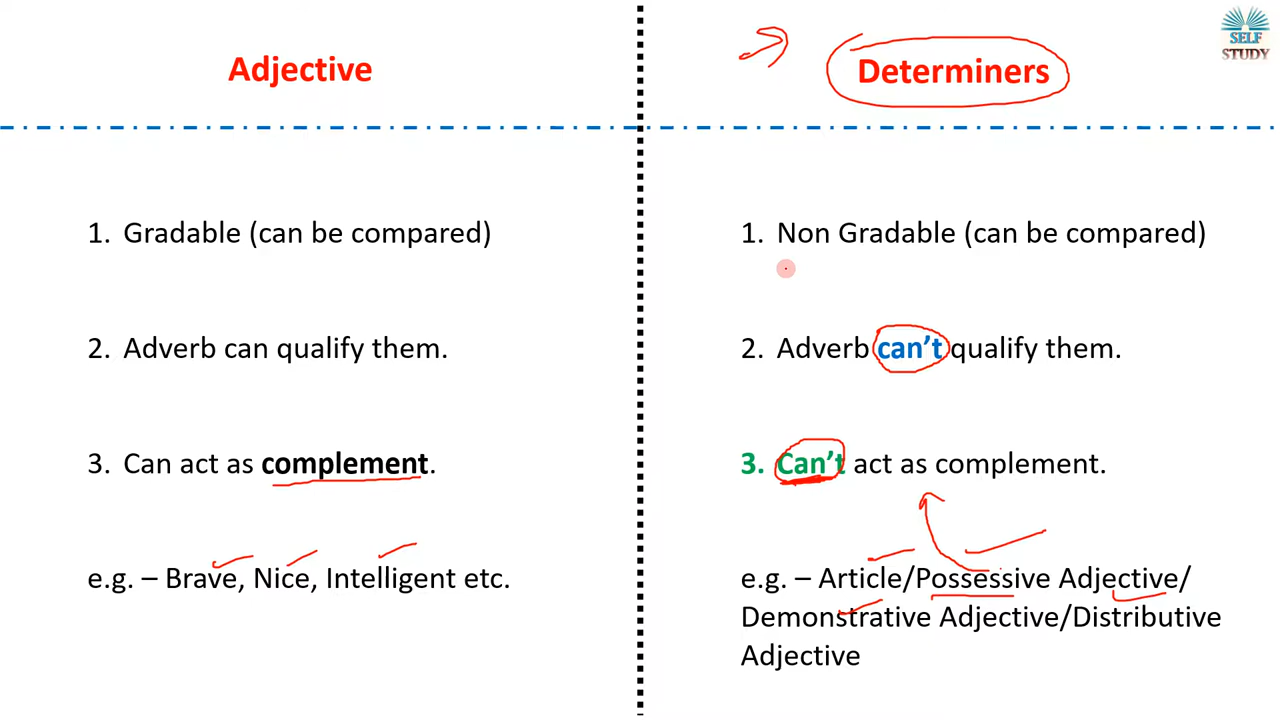 Adjective
1. Gradable (can be compared)
2. Adverb can qualify them.
3. Can act as complement.
e.g. – Brave, Nice, Intelligent etc.
Determiners
1. Non Gradable (can be compared)
2. Adverb can't qualify them.
3. Can't act as complement.
e.g. – Article/Possessive Adjective/
Demonstrative Adjective/Distributive
Adjective
SELF
STUDY